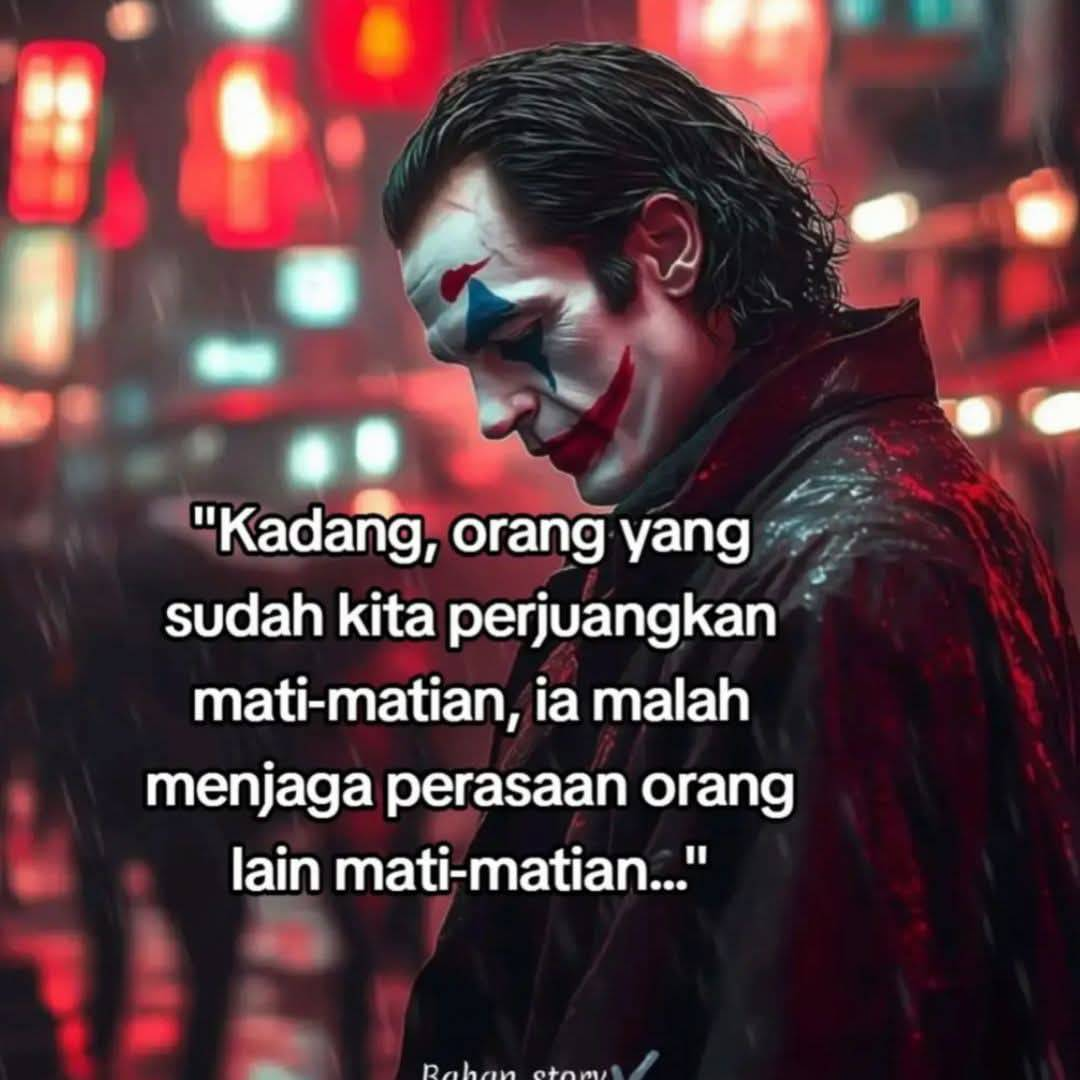 "Kadang, orang yang
sudah kita perjuangkan
mati-matian, ia malah
menjaga perasaan orang
lain mati-matian..."
Bahan story